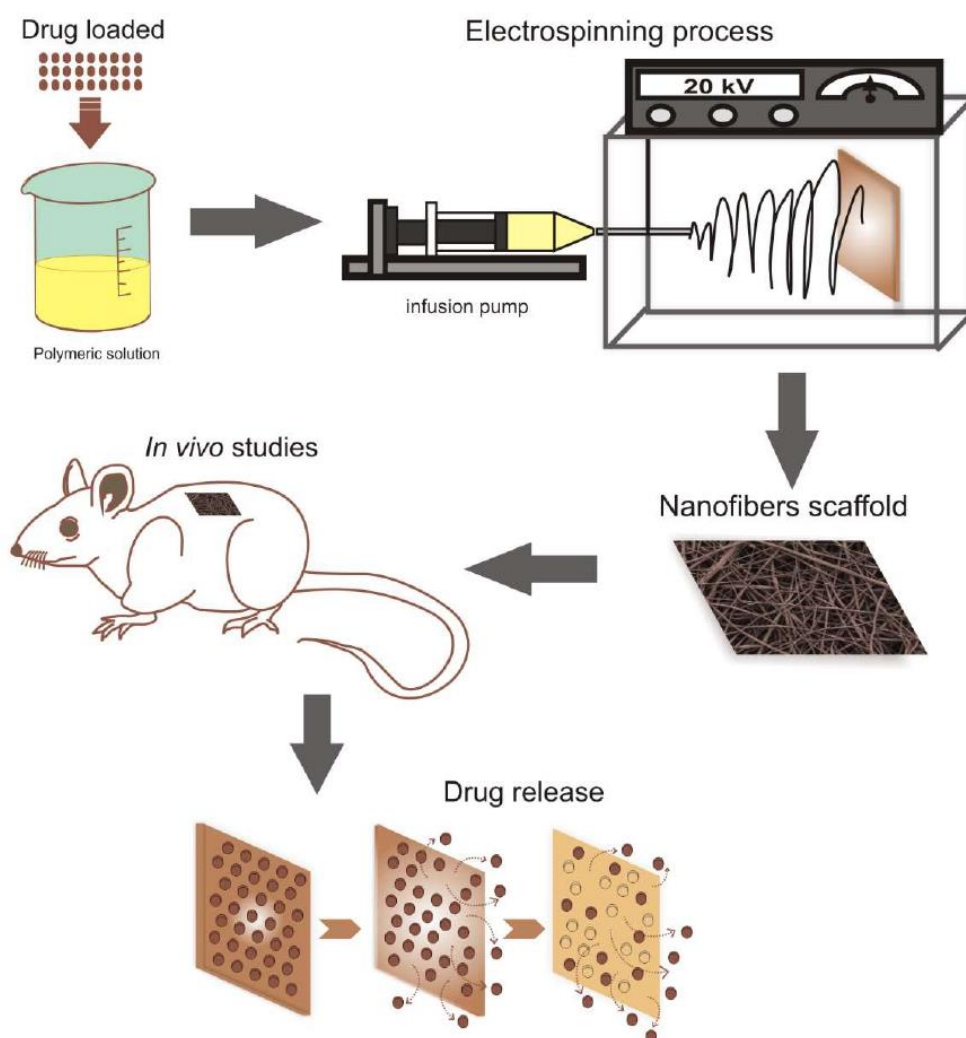 Drug loaded
Electrospinning process
20 kV
infusion pump
Polymeric solution
In vivo studies
Nanofibers scaffold
Drug release